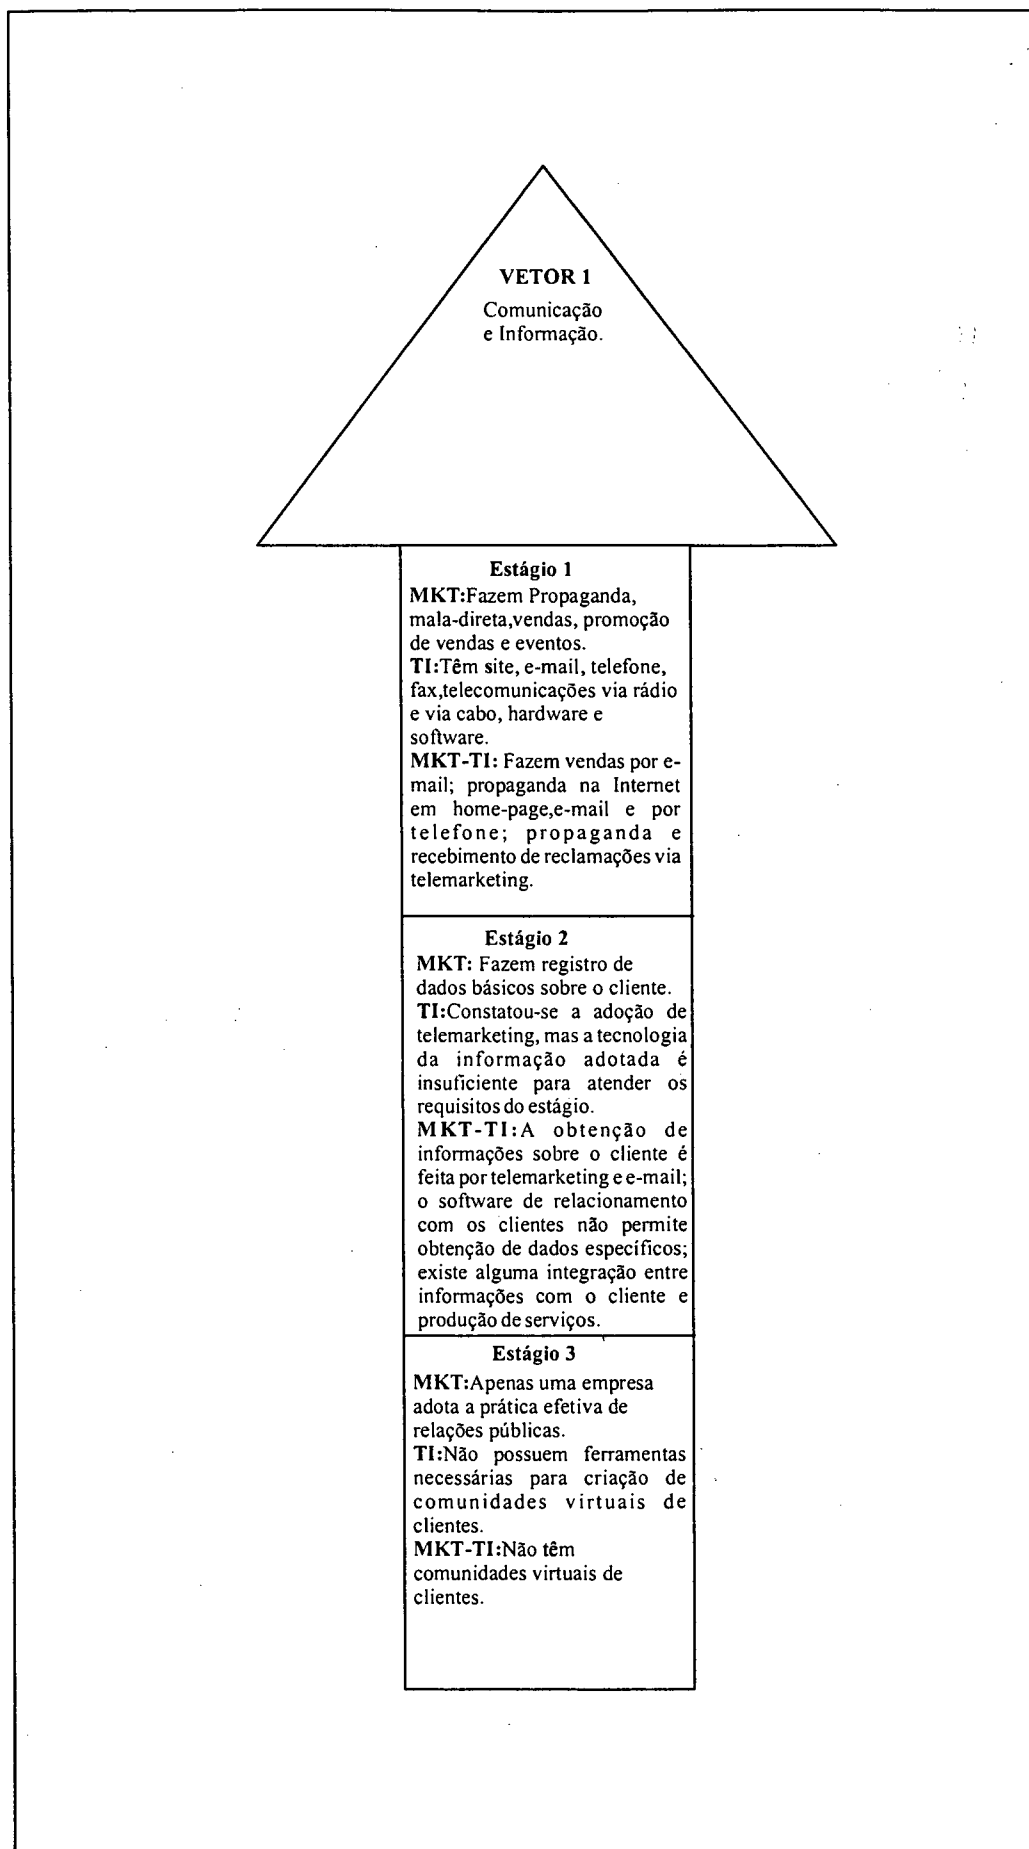 VETOR 1
Comunicação
e Informação.
Estágio 1
MKT:Fazem Propaganda,
mala-direta,vendas, promoção
de vendas e eventos.
TI:Têm site, e-mail, telefone,
fax,telecomunicações via rádio
e via cabo, hardware e
software.
MKT-TI: Fazem vendas por e-
mail; propaganda na Internet
em home-page,e-mail e por
telefone; propaganda e
recebimento de reclamações via
telemarketing.
Estágio 2
MKT: Fazem registro de
dados básicos sobre o cliente.
TI:Constatou-se a adoção de
telemarketing, mas a tecnologia
da informação adotada é
insuficiente para atender os
requisitos do estágio.
MKT-TI:A obtenção de
informações sobre o cliente é
feita por telemarketing e e-mail;
o software de relacionamento
com os clientes não permite
obtenção de dados específicos;
existe alguma integração entre
informações com o cliente e
produção de serviços.
Estágio 3
MKT:Apenas uma empresa
adota a prática efetiva de
relações públicas.
TI:Não possuem ferramentas
necessárias para criação de
comunidades virtuais de
clientes.
MKT-TI:Não têm
comunidades virtuais de
clientes.